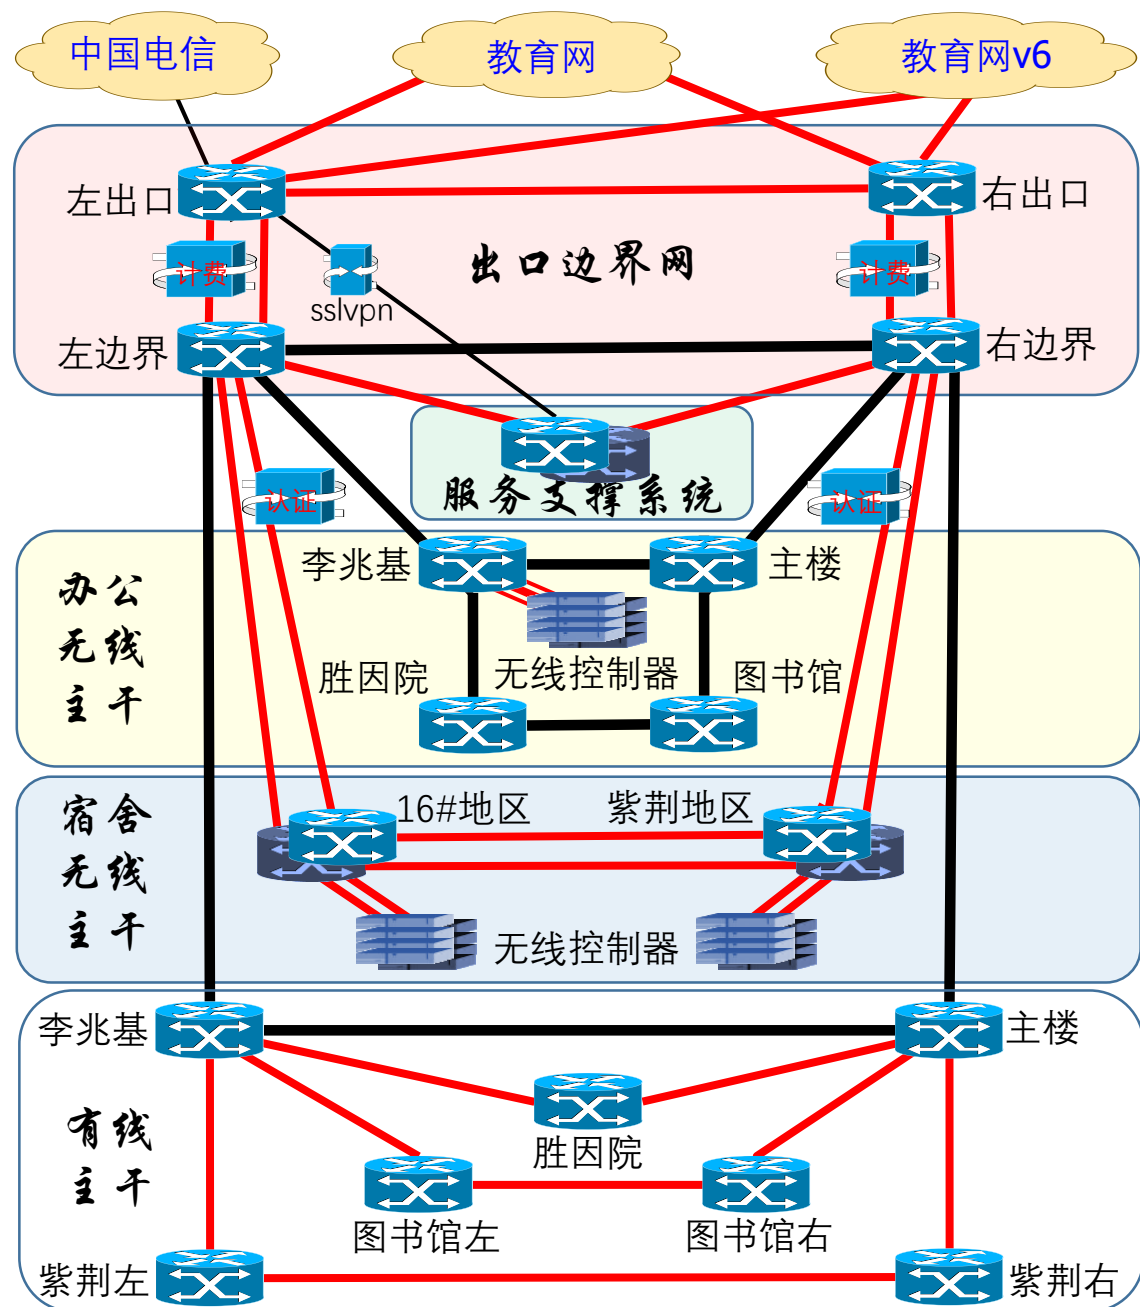 中国电信
教育网
教育网v6
左出口
右出口
计费
出口边界网
计费
sslvpn
左边界
右边界
认证
服务支撑系统
认证
李兆基
主楼
办公
无线
主干
胜因院
无线控制器
图书馆
宿舍
无线
主干
16#地区
紫荆地区
无线控制器
李兆基
主楼
有线
主干
胜因院
图书馆左
图书馆右
紫荆左
紫荆右